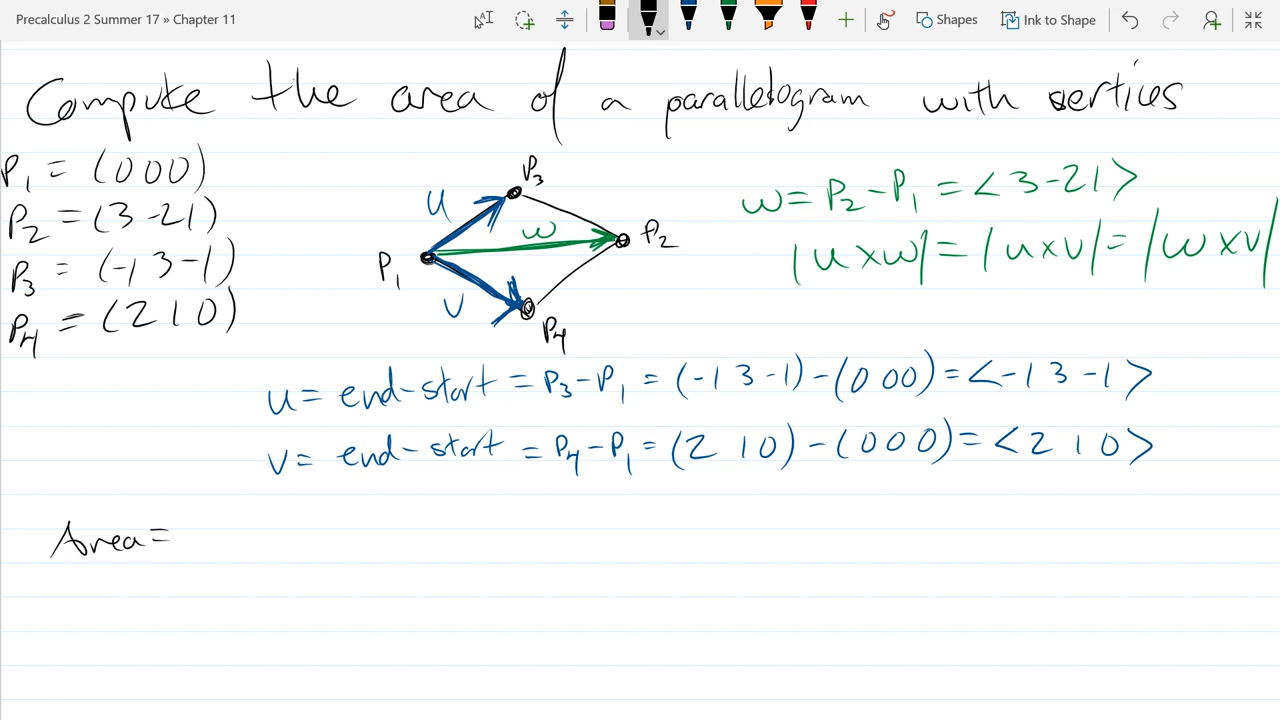 Precalculus 2 Summer 17 » Chapter 11
Shapes
Ink to Shape
Compute the area of a parallelogram with vertices
P1 = (0 0 0)
P2 = (3 -2 1)
P3 = (-1 3 -1)
P4 = (2 1 0)
P3
u
w
P2
P1
v
P4
w = P2 - P1 = <3 -2 1>
|u x w| = |u x v| = |w x v|
u = end-start = P3 - P1 = (-1 3 -1) - (0 0 0) = <-1 3 -1>
v = end-start = P4 - P1 = (2 1 0) - (0 0 0) = <2 1 0>
Area =